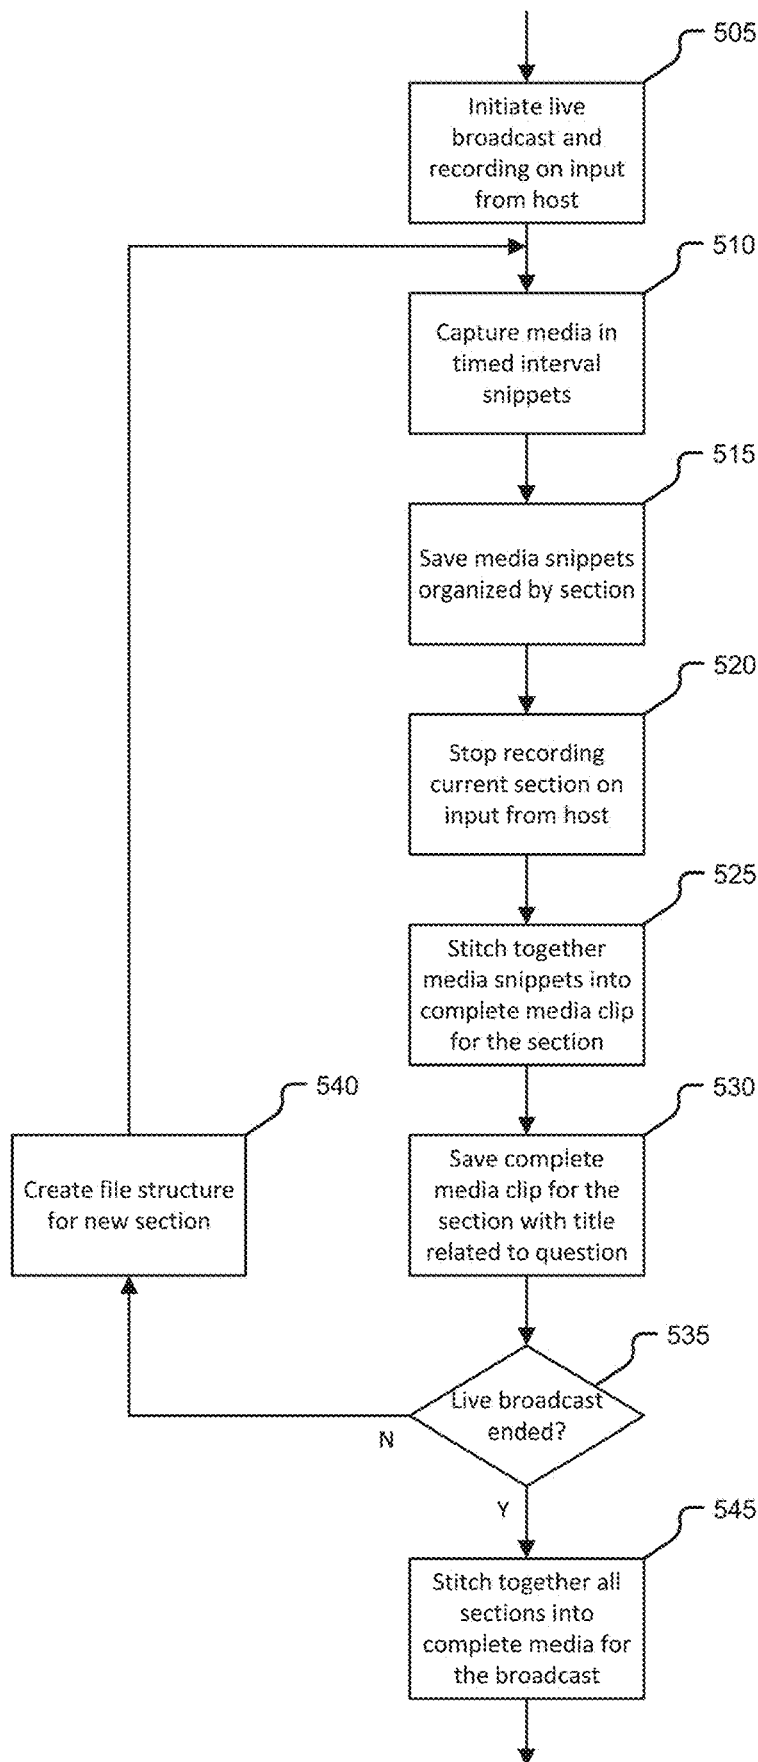 505
Initiate live
broadcast and
recording on input
from host
510
Capture media in
timed interval
snippets
515
Save media snippets
organized by section
520
Stop recording
current section on
input from host
525
Stitch together
media snippets into
complete media clip
for the section
530
Save complete
media clip for the
section with title
related to question
540
Create file structure
for new section
535
Live broadcast
ended?
N
Y
545
Stitch together all
sections into
complete media for
the broadcast